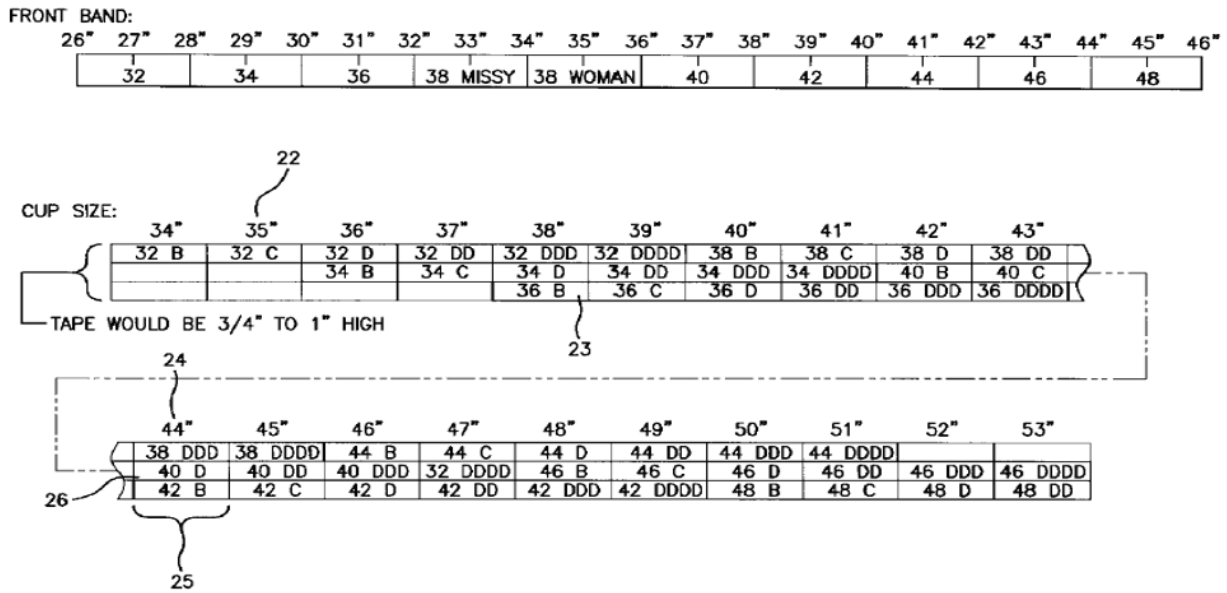 FRONT BAND:
26" 27" 28" 29" 30" 31" 32" 33" 34" 35" 36" 37" 38" 39" 40" 41" 42" 43" 44" 45" 46"
32 34 36 38 MISSY 38 WOMAN 40 42 44 46 48
22
CUP SIZE:
34" 35" 36" 37" 38" 39" 40" 41" 42" 43"
32 B 32 C 32 D 32 DD 32 DDD 32 DDDD 38 B 38 C 38 D 38 DD
34 B 34 C 34 D 34 DD 34 DDD 34 DDDD 40 B 40 C
36 B 36 C 36 D 36 DD 36 DDD 36 DDDD
TAPE WOULD BE 3/4" TO 1" HIGH
23
24
44" 45" 46" 47" 48" 49" 50" 51" 52" 53"
38 DDD 38 DDDD 44 B 44 C 44 D 44 DD 44 DDD 44 DDDD
40 D 40 DD 40 DDD 32 DDDD 46 B 46 C 46 D 46 DD 46 DDD 46 DDDD
26
42 B 42 C 42 D 42 DD 42 DDD 42 DDDD 48 B 48 C 48 D 48 DD
25